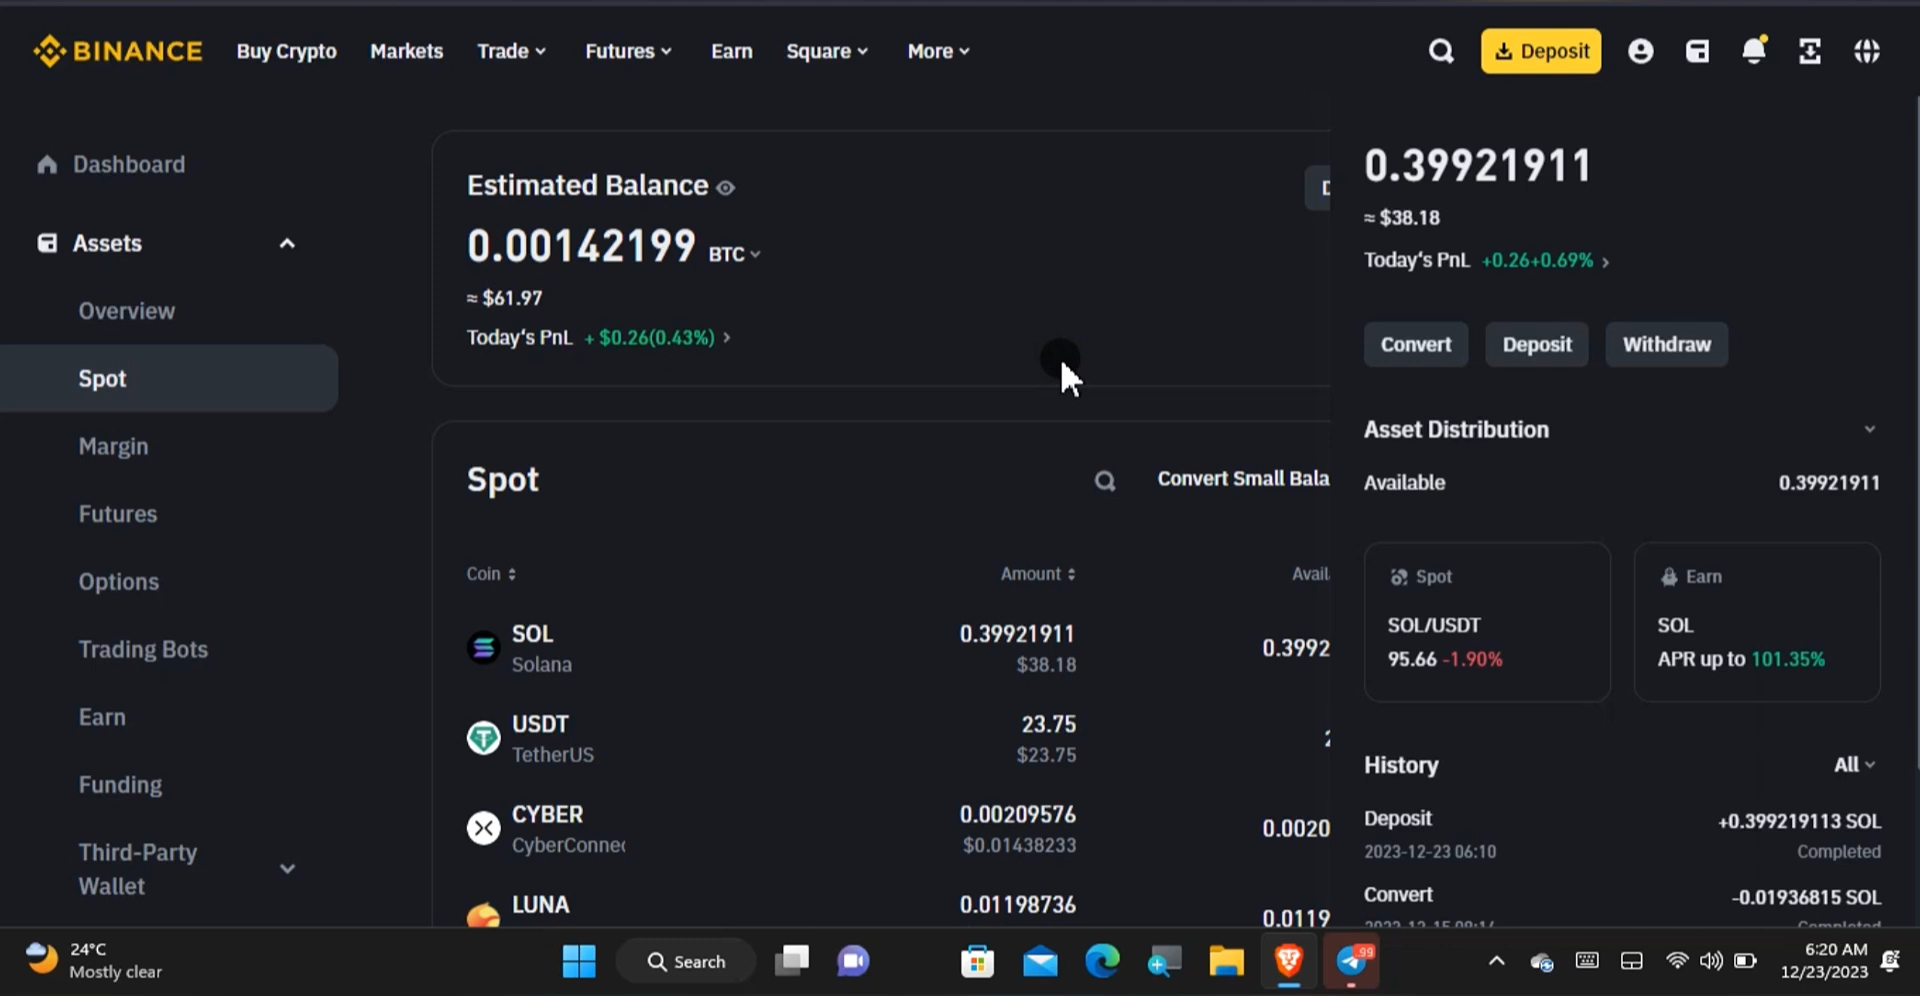 BINANCE Buy Crypto Markets Trade Futures Earn Square More Deposit
Dashboard
Assets
Overview
Spot
Margin
Futures
Options
Trading Bots
Earn
Funding
Third-Party
Wallet
Estimated Balance
0.00142199 BTC
≈ $61.97
Today's PnL + $0.26(0.43%)
Spot
Convert Small Bala
Coin Amount Avail
SOL 0.39921911 0.3992
Solana $38.18
USDT 23.75
TetherUS $23.75
CYBER 0.00209576 0.0020
CyberConnec $0.01438233
LUNA 0.01198736 0.0119
0.39921911
≈ $38.18
Today's PnL +0.26+0.69%
Convert Deposit Withdraw
Asset Distribution
Available 0.39921911
Spot
SOL/USDT
95.66 -1.90%
Earn
SOL
APR up to 101.35%
History All
Deposit +0.399219113 SOL
2023-12-23 06:10 Completed
Convert -0.01936815 SOL
24°C
Mostly clear
Search
99
6:20 AM
12/23/2023